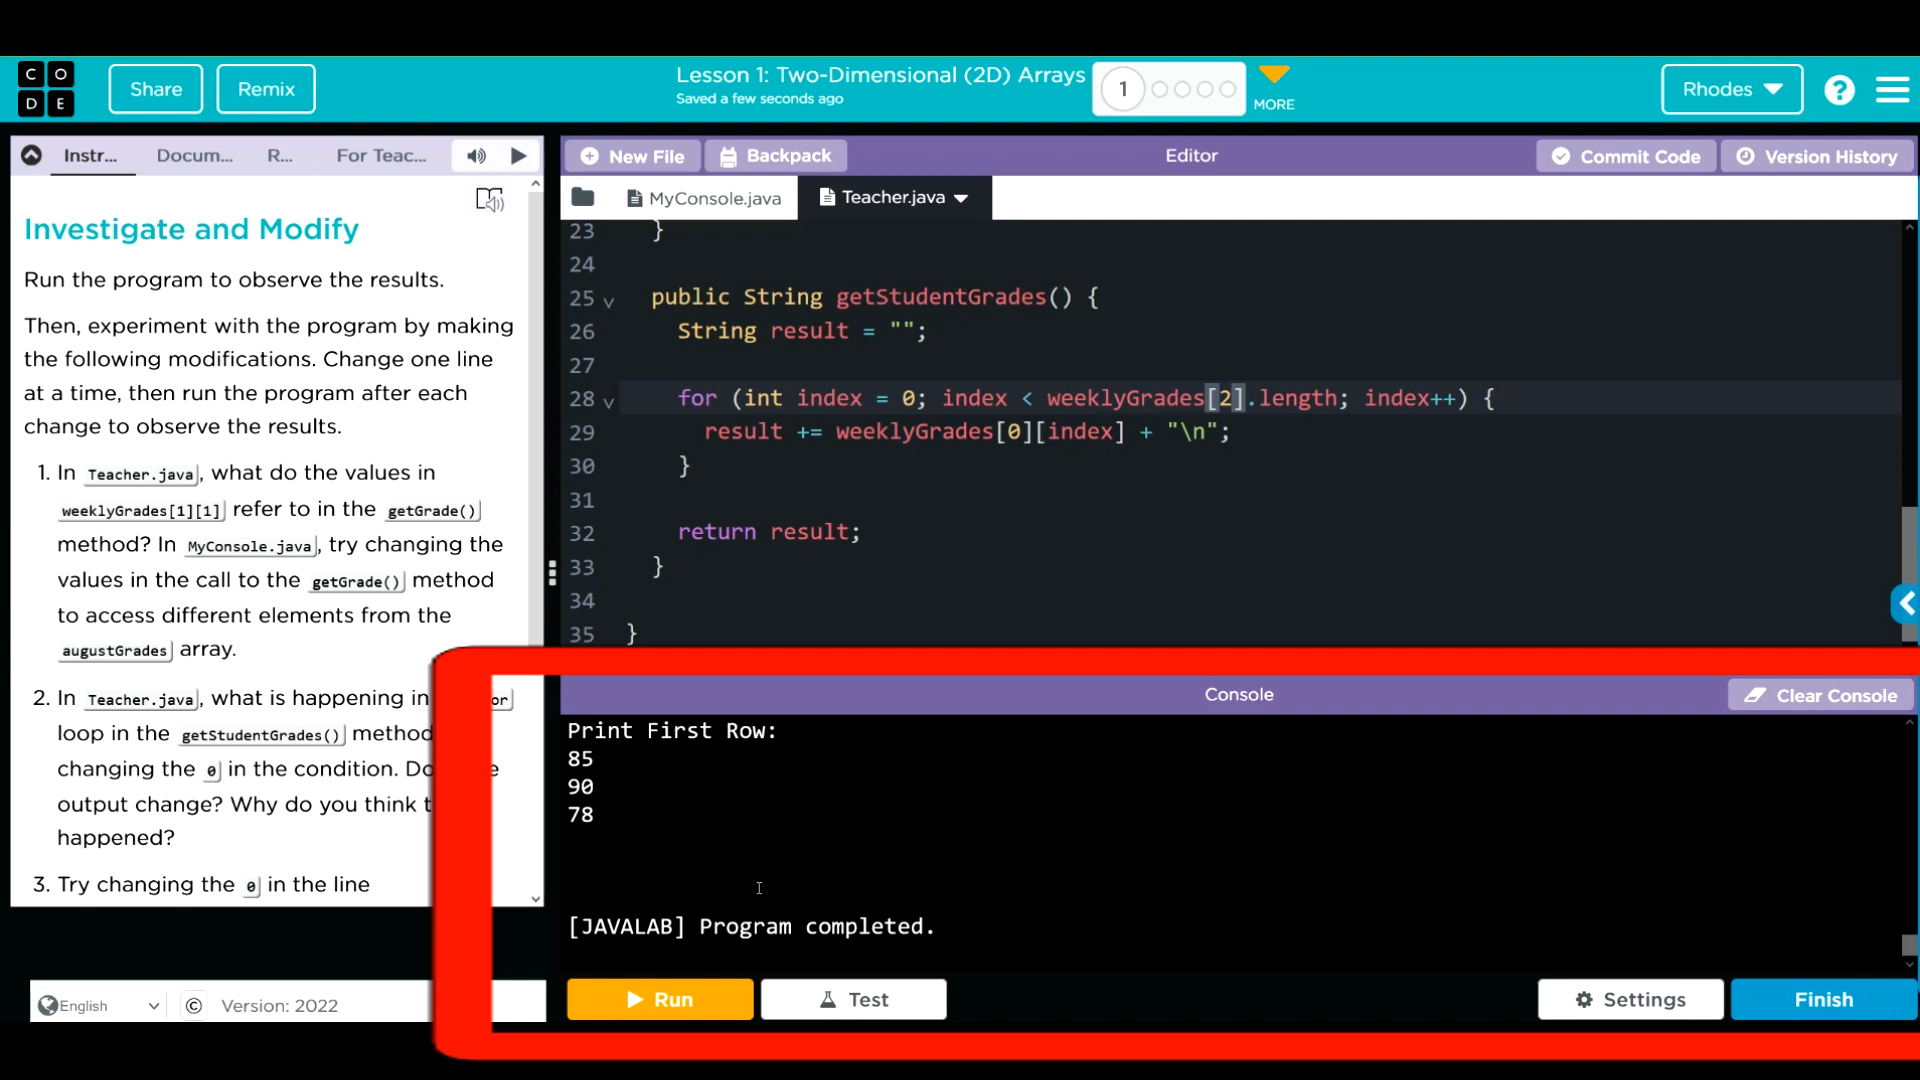 C O
D E
Share
Remix
Lesson 1: Two-Dimensional (2D) Arrays
Saved a few seconds ago
1
MORE
Rhodes
?
Instr...
Docum...
R...
For Teac...
Investigate and Modify
Run the program to observe the results.
Then, experiment with the program by making
the following modifications. Change one line
at a time, then run the program after each
change to observe the results.
1. In Teacher.java, what do the values in
weeklyGrades[1][1] refer to in the getGrade()
method? In MyConsole.java, try changing the
values in the call to the getGrade() method
to access different elements from the
augustGrades array.
2. In Teacher.java, what is happening in or
loop in the getStudentGrades() method
changing the 0 in the condition. Do e
output change? Why do you think t
happened?
3. Try changing the 0 in the line
English
© Version: 2022
New File
Backpack
Editor
Commit Code
Version History
MyConsole.java
Teacher.java
23 }
24
25 public String getStudentGrades() {
26 String result = "";
27
28 for (int index = 0; index < weeklyGrades[2].length; index++) {
29 result += weeklyGrades[0][index] + "\n";
30 }
31
32 return result;
33 }
34
35 }
Console
Clear Console
Print First Row:
85
90
78
[JAVALAB] Program completed.
Run
Test
Settings
Finish